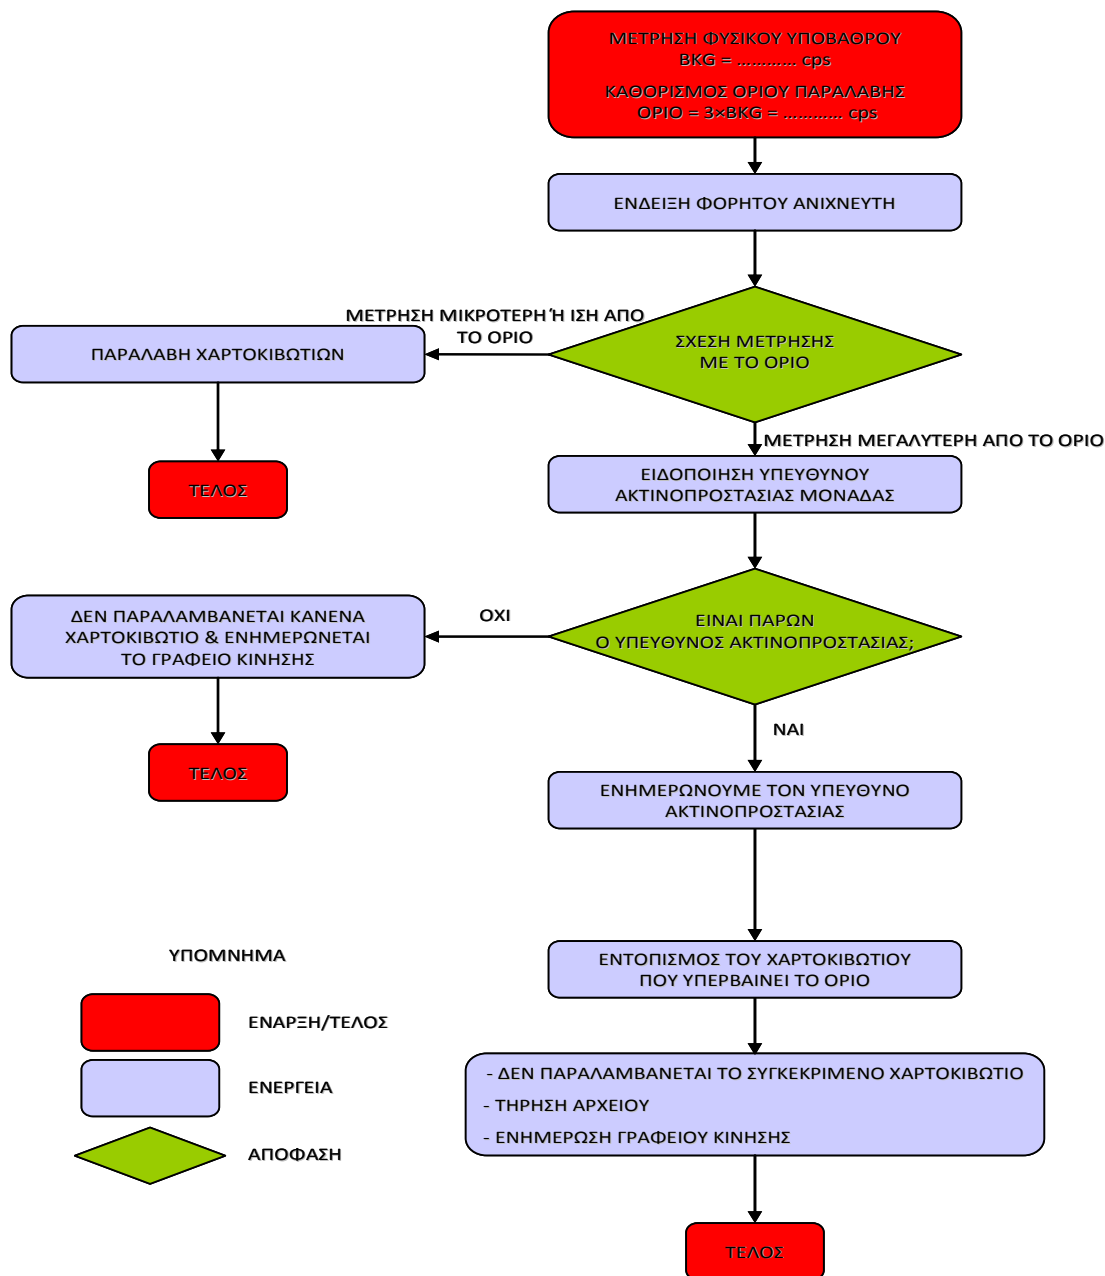 ΜΕΤΡΗΣΗ ΦΥΣΙΚΟΥ ΥΠΟΒΑΘΡΟΥ
BKG = ………… cps
ΚΑΘΟΡΙΣΜΟΣ ΟΡΙΟΥ ΠΑΡΑΛΑΒΗΣ
ΟΡΙΟ = 3×BKG = ………… cps
ΕΝΔΕΙΞΗ ΦΟΡΗΤΟΥ ΑΝΙΧΝΕΥΤΗ
ΣΧΕΣΗ ΜΕΤΡΗΣΗΣ
ΜΕ ΤΟ ΟΡΙΟ
ΜΕΤΡΗΣΗ ΜΙΚΡΟΤΕΡΗ Ή ΙΣΗ ΑΠΟ
ΤΟ ΟΡΙΟ
ΠΑΡΑΛΑΒΗ ΧΑΡΤΟΚΙΒΩΤΙΩΝ
ΤΕΛΟΣ
ΜΕΤΡΗΣΗ ΜΕΓΑΛΥΤΕΡΗ ΑΠΟ ΤΟ ΟΡΙΟ
ΕΙΔΟΠΟΙΗΣΗ ΥΠΕΥΘΥΝΟΥ
ΑΚΤΙΝΟΠΡΟΣΤΑΣΙΑΣ ΜΟΝΑΔΑΣ
ΕΙΝΑΙ ΠΑΡΩΝ
Ο ΥΠΕΥΘΥΝΟΣ ΑΚΤΙΝΟΠΡΟΣΤΑΣΙΑΣ;
ΟΧΙ
ΔΕΝ ΠΑΡΑΛΑΜΒΑΝΕΤΑΙ ΚΑΝΕΝΑ
ΧΑΡΤΟΚΙΒΩΤΙΟ & ΕΝΗΜΕΡΩΝΕΤΑΙ
ΤΟ ΓΡΑΦΕΙΟ ΚΙΝΗΣΗΣ
ΤΕΛΟΣ
ΝΑΙ
ΕΝΗΜΕΡΩΝΟΥΜΕ ΤΟΝ ΥΠΕΥΘΥΝΟ
ΑΚΤΙΝΟΠΡΟΣΤΑΣΙΑΣ
ΕΝΤΟΠΙΣΜΟΣ ΤΟΥ ΧΑΡΤΟΚΙΒΩΤΙΟΥ
ΠΟΥ ΥΠΕΡΒΑΙΝΕΙ ΤΟ ΟΡΙΟ
- ΔΕΝ ΠΑΡΑΛΑΜΒΑΝΕΤΑΙ ΤΟ ΣΥΓΚΕΚΡΙΜΕΝΟ ΧΑΡΤΟΚΙΒΩΤΙΟ
- ΤΗΡΗΣΗ ΑΡΧΕΙΟΥ
- ΕΝΗΜΕΡΩΣΗ ΓΡΑΦΕΙΟΥ ΚΙΝΗΣΗΣ
ΤΕΛΟΣ
ΥΠΟΜΝΗΜΑ
ΕΝΑΡΞΗ/ΤΕΛΟΣ
ΕΝΕΡΓΕΙΑ
ΑΠΟΦΑΣΗ